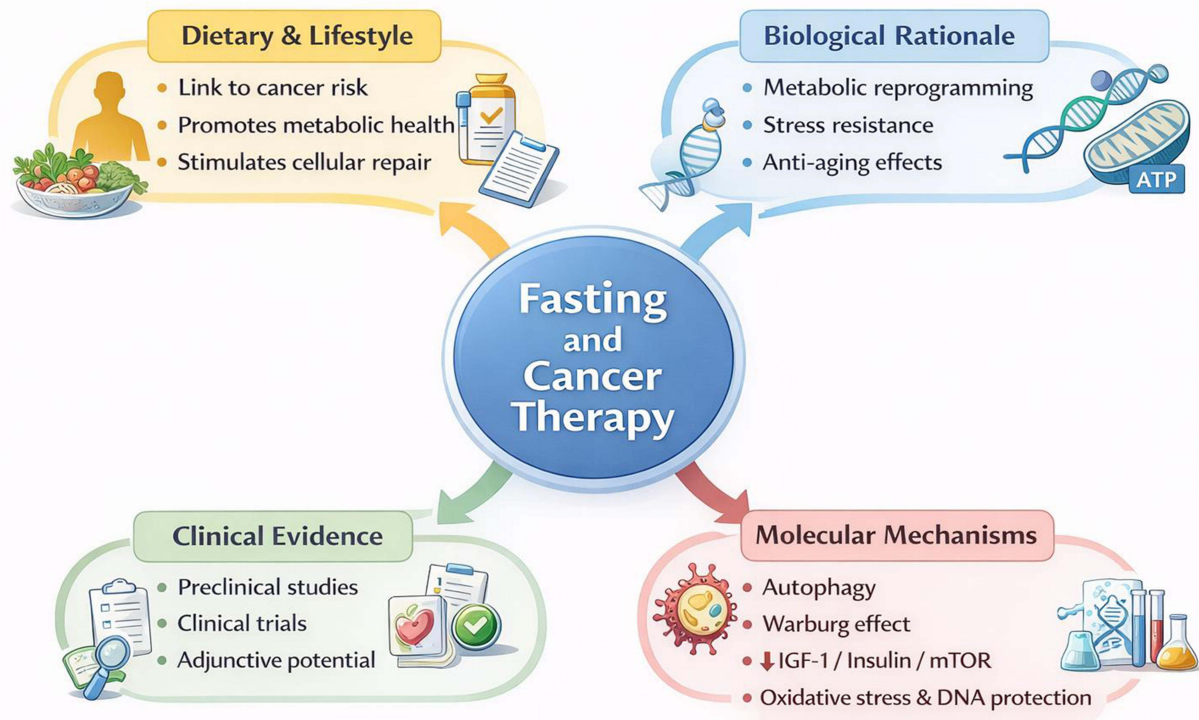 Dietary & Lifestyle
• Link to cancer risk
• Promotes metabolic health
• Stimulates cellular repair
Biological Rationale
• Metabolic reprogramming
• Stress resistance
• Anti-aging effects
ATP
Fasting
and
Cancer
Therapy
Clinical Evidence
• Preclinical studies
• Clinical trials
• Adjunctive potential
1
Molecular Mechanisms
• Autophagy
• Warburg effect
• ⬇IGF-1 / Insulin / mTOR
• Oxidative stress & DNA protection